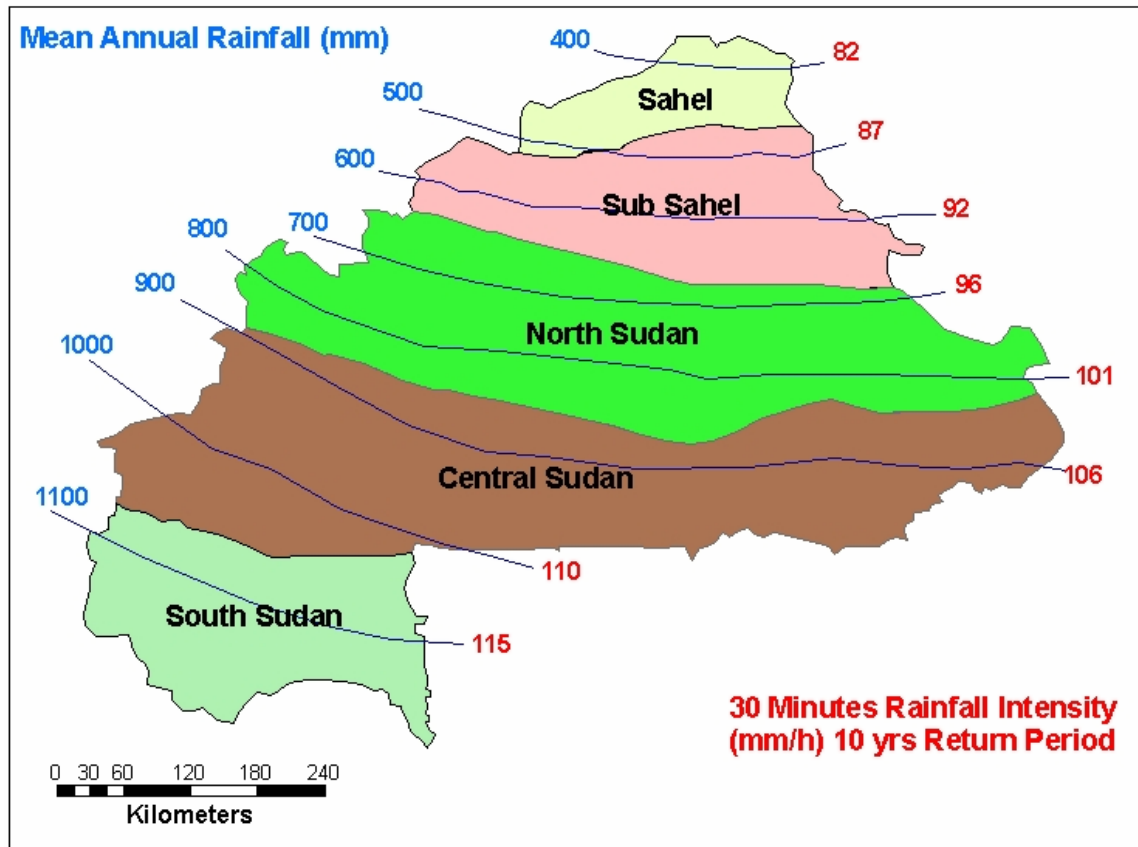 Mean Annual Rainfall (mm)
400
82
Sahel
500
87
600
Sub Sahel
92
700
800
96
900
North Sudan
1000
101
Central Sudan
106
1100
110
South Sudan
115
30 Minutes Rainfall Intensity
(mm/h) 10 yrs Return Period
0 30 60 120 180 240
Kilometers